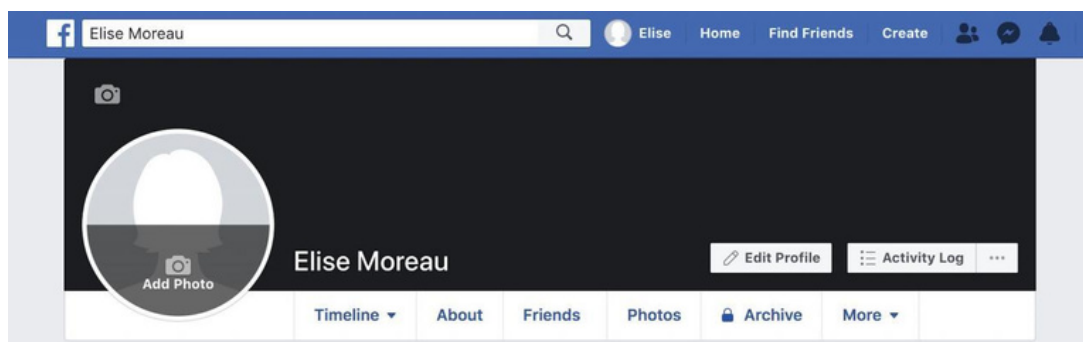 Elise Moreau
Elise Home Find Friends Create
Add Photo
Elise Moreau
Edit Profile Activity Log
Timeline About Friends Photos Archive More